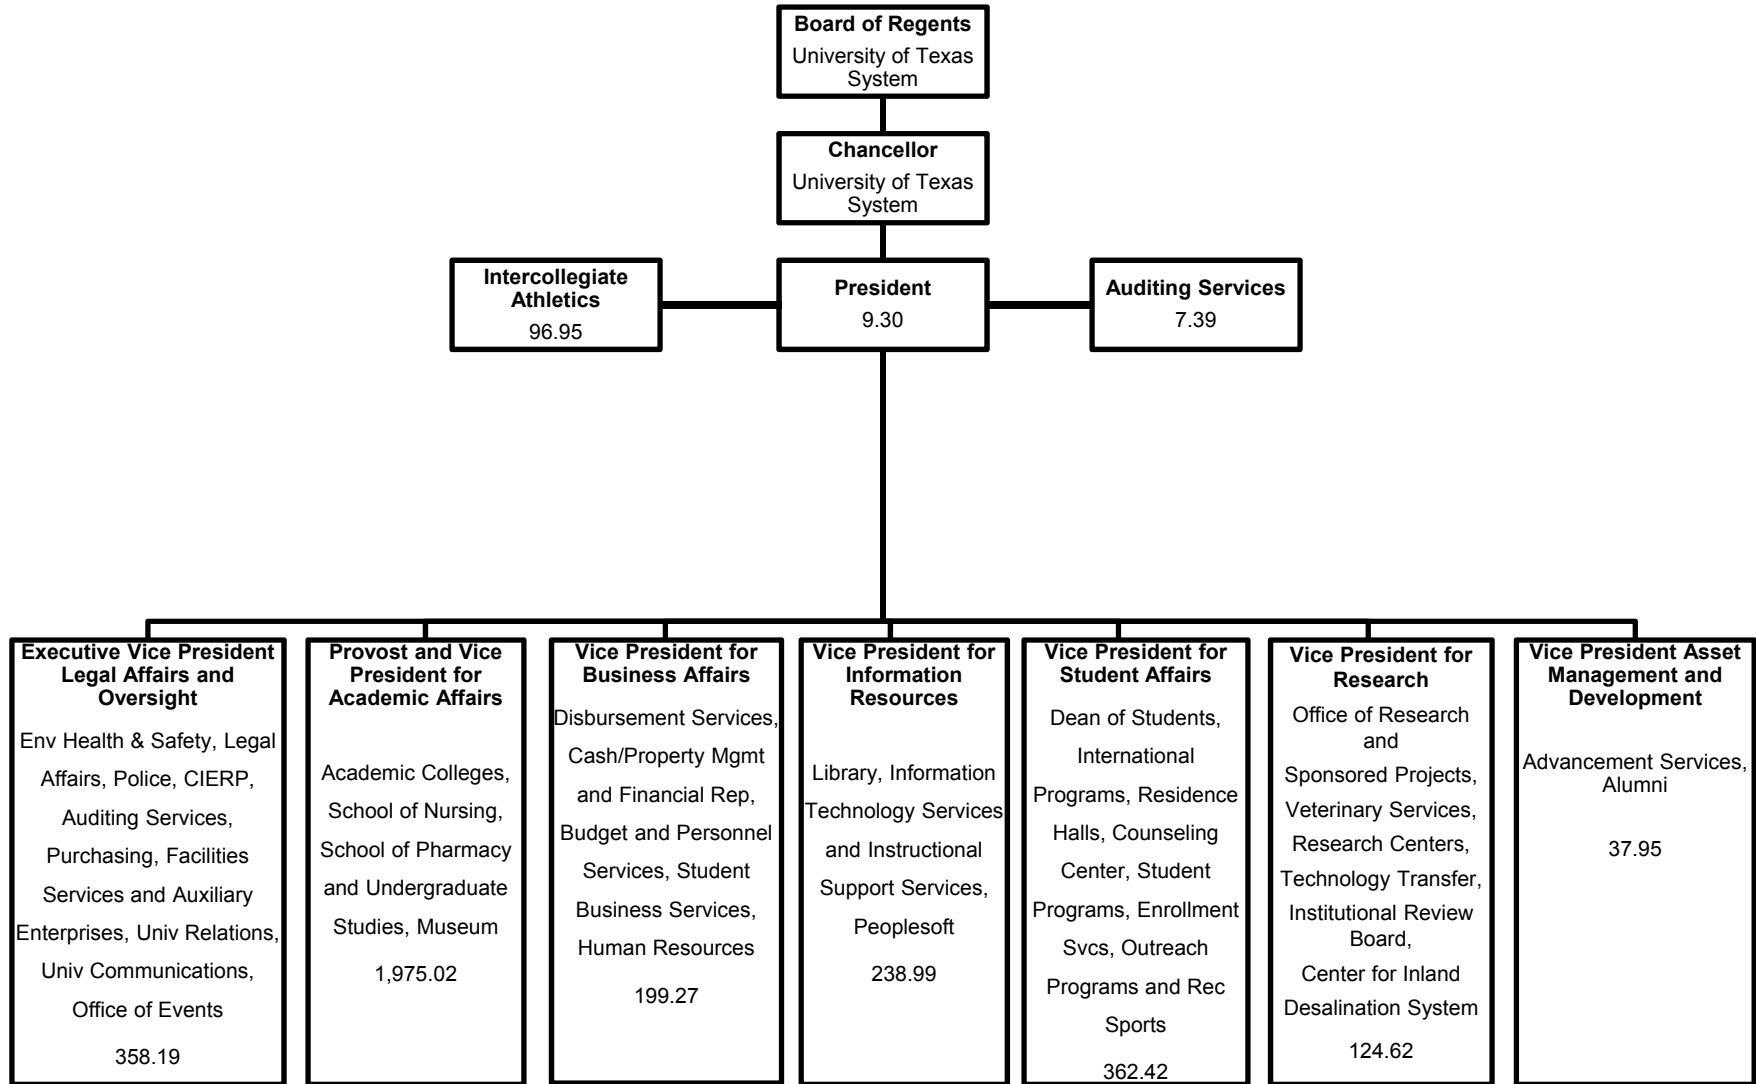 Board of Regents
University of Texas
System
Chancellor
University of Texas
System
Intercollegiate
Athletics
96.95
President
9.30
Auditing Services
7.39
Executive Vice President
Legal Affairs and
Oversight
Env Health & Safety, Legal
Affairs, Police, CIERP,
Auditing Services,
Purchasing, Facilities
Services and Auxiliary
Enterprises, Univ Relations,
Univ Communications,
Office of Events
358.19
Provost and Vice
President for
Academic Affairs
Academic Colleges,
School of Nursing,
School of Pharmacy
and Undergraduate
Studies, Museum
1,975.02
Vice President for
Business Affairs
Disbursement Services,
Cash/Property Mgmt
and Financial Rep,
Budget and Personnel
Services, Student
Business Services,
Human Resources
199.27
Vice President for
Information
Resources
Library, Information
Technology Services
and Instructional
Support Services,
Peoplesoft
238.99
Vice President for
Student Affairs
Dean of Students,
International
Programs, Residence
Halls, Counseling
Center, Student
Programs, Enrollment
Svcs, Outreach
Programs and Rec
Sports
362.42
Vice President for
Research
Office of Research
and
Sponsored Projects,
Veterinary Services,
Research Centers,
Technology Transfer,
Institutional Review
Board,
Center for Inland
Desalination System
124.62
Vice President Asset
Management and
Development
Advancement Services,
Alumni
37.95